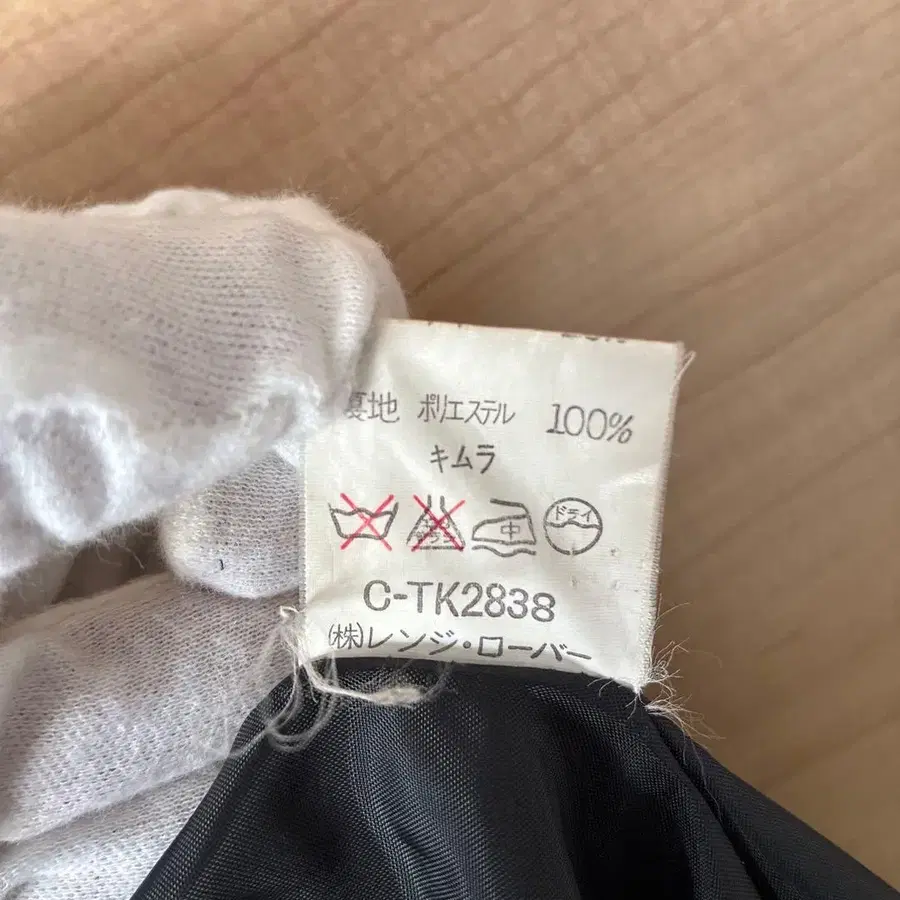 裏地 ポリエステル 100%
キムラ
中 ドライ
C-TK2838
(株)レンジ・ローバー